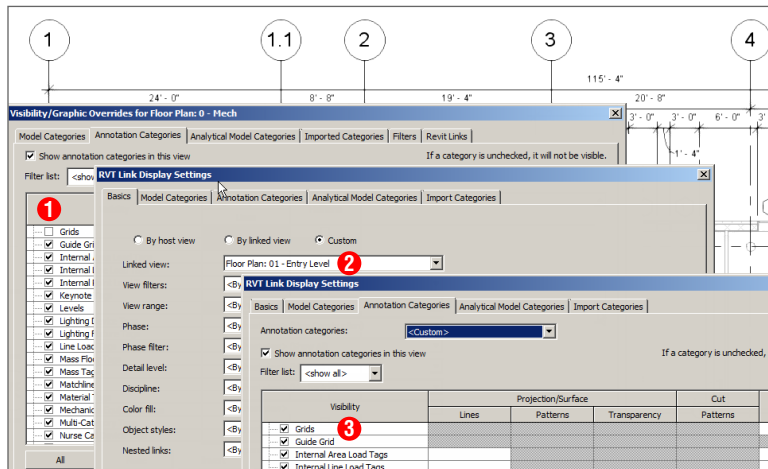 1
1.1
2
3
4
115' - 4"
24' - 0"
8' - 8"
19' - 4"
20' - 8"
3' - 0"
3' - 0"
6' - 0"
3'
1' - 4"
Visibility/Graphic Overrides for Floor Plan: 0 - Mech
Model Categories
Annotation Categories
Analytical Model Categories
Imported Categories
Filters
Revit Links
Show annotation categories in this view
If a category is unchecked, it will not be visible.
Filter list:
<show
1
Grids
Guide Gri
Internal
Internal
Internal
Keynote
Levels
Lighting
Lighting
Line Load
Mass Floo
Mass Tag
Matchline
Material
Mechanic
Multi-Cat
Nurse Ca
All
RVT Link Display Settings
Basics
Model Categories
Annotation Categories
Analytical Model Categories
Import Categories
By host view
By linked view
Custom
Linked view:
Floor Plan: 01 - Entry Level
2
View filters:
<By
View range:
<By
Phase:
<By
Phase filter:
<By
Detail level:
<By
Discipline:
<By
Color fill:
<By
Object styles:
<By
Nested links:
<By
RVT Link Display Settings
Basics
Model Categories
Annotation Categories
Analytical Model Categories
Import Categories
Annotation categories:
<Custom>
Show annotation categories in this view
If a category is unchecked,
Filter list:
<show all>
Visibility
Projection/Surface
Cut
Lines
Patterns
Transparency
Patterns
Grids
3
Guide Grid
Internal Area Load Tags
Internal Line Load Tags